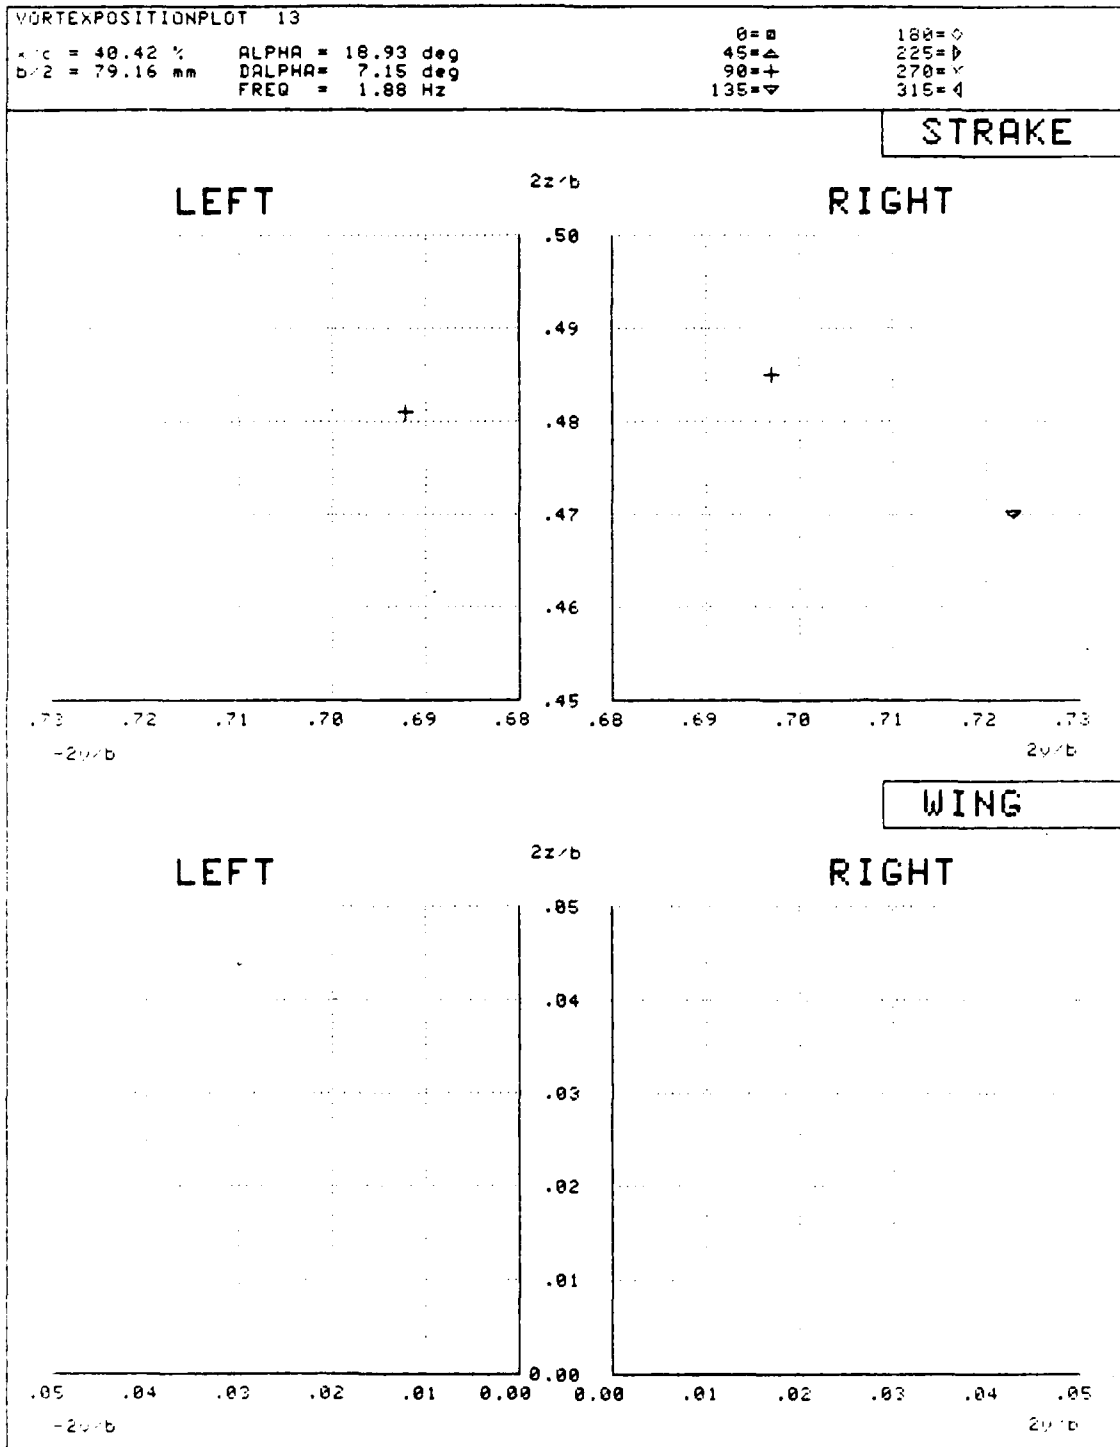 VORTEXPOSITIONPLOT 13
x/c = 40.42 % ALPHA = 18.93 deg 0= 180=
b/2 = 79.16 mm DALPHA= 7.15 deg 45= 225=
FREQ = 1.88 Hz 90=+ 270=×
135= 315=
STRAKE
2z/b
LEFT RIGHT
.50
.49
.48
.47
.46
.45
.73 .72 .71 .70 .69 .68 .68 .69 .70 .71 .72 .73
-2y/b 2y/b
WING
2z/b
LEFT RIGHT
.05
.04
.03
.02
.01
0.00
.05 .04 .03 .02 .01 0.00 0.00 .01 .02 .03 .04 .05
-2y/b 2y/b